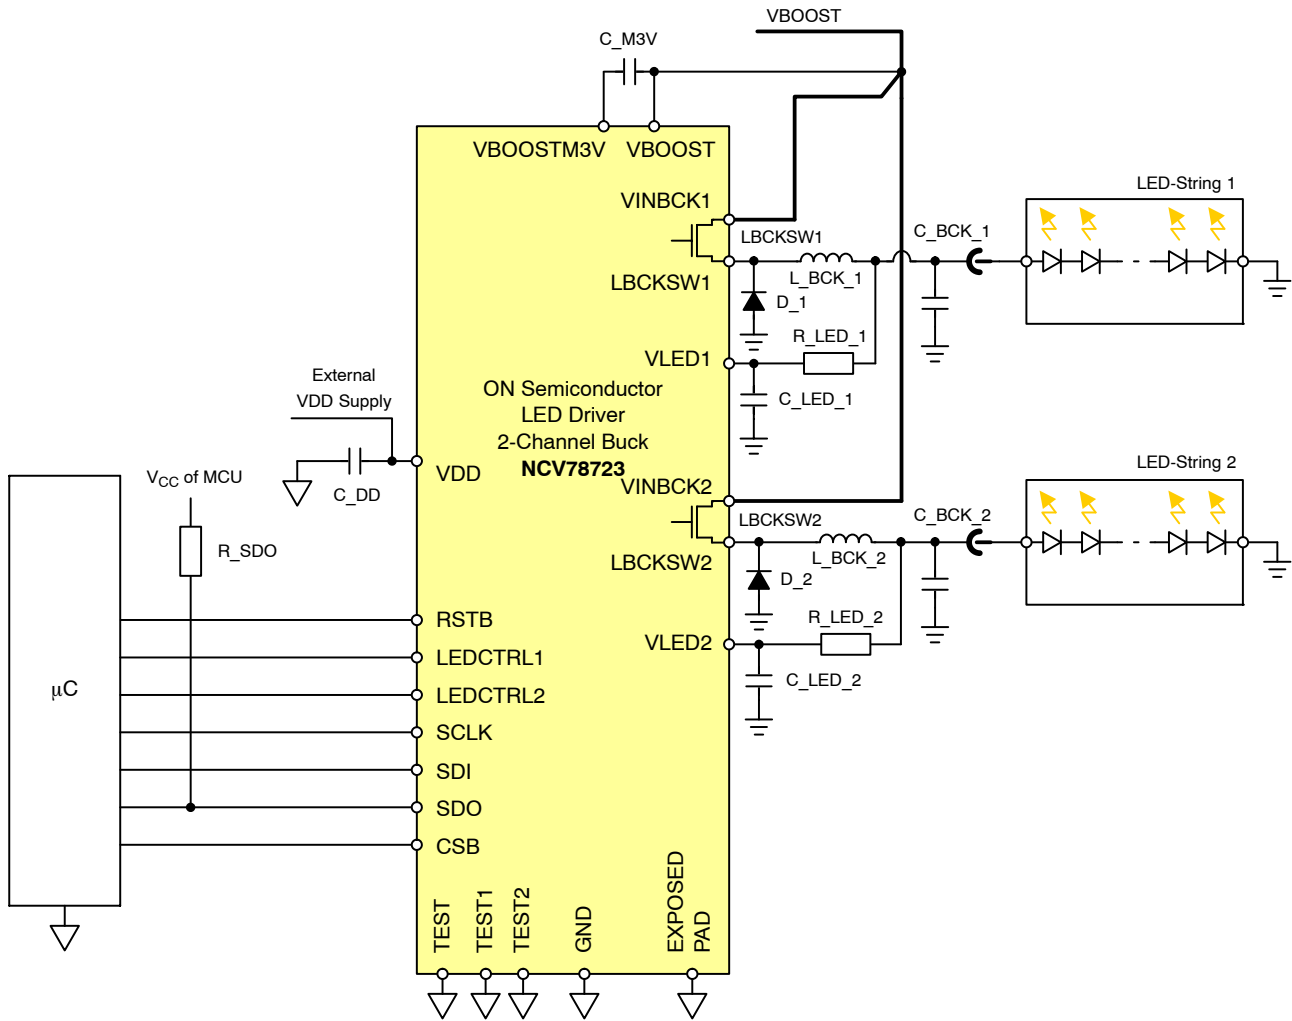 VBOOST
C_M3V
VBOOSTM3V
VBOOST
LED-String 1
VINBCK1
LBCKSW1
C_BCK_1
LBCKSW1
L_BCK_1
D_1
R_LED_1
VLED1
C_LED_1
External
VDD Supply
ON Semiconductor
LED Driver
2-Channel Buck
NCV78723
VDD
C_DD
VCC of MCU
R_SDO
VINBCK2
LED-String 2
LBCKSW2
C_BCK_2
LBCKSW2
L_BCK_2
D_2
R_LED_2
VLED2
C_LED_2
µC
RSTB
LEDCTRL1
LEDCTRL2
SCLK
SDI
SDO
CSB
TEST
TEST1
TEST2
GND
EXPOSED
PAD